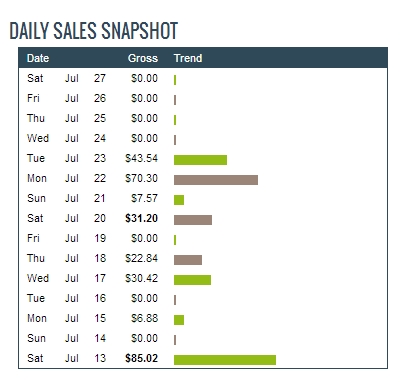 DAILY SALES SNAPSHOT
Date Gross Trend
Sat Jul 27 $0.00
Fri Jul 26 $0.00
Thu Jul 25 $0.00
Wed Jul 24 $0.00
Tue Jul 23 $43.54
Mon Jul 22 $70.30
Sun Jul 21 $7.57
Sat Jul 20 $31.20
Fri Jul 19 $0.00
Thu Jul 18 $22.84
Wed Jul 17 $30.42
Tue Jul 16 $0.00
Mon Jul 15 $6.88
Sun Jul 14 $0.00
Sat Jul 13 $85.02